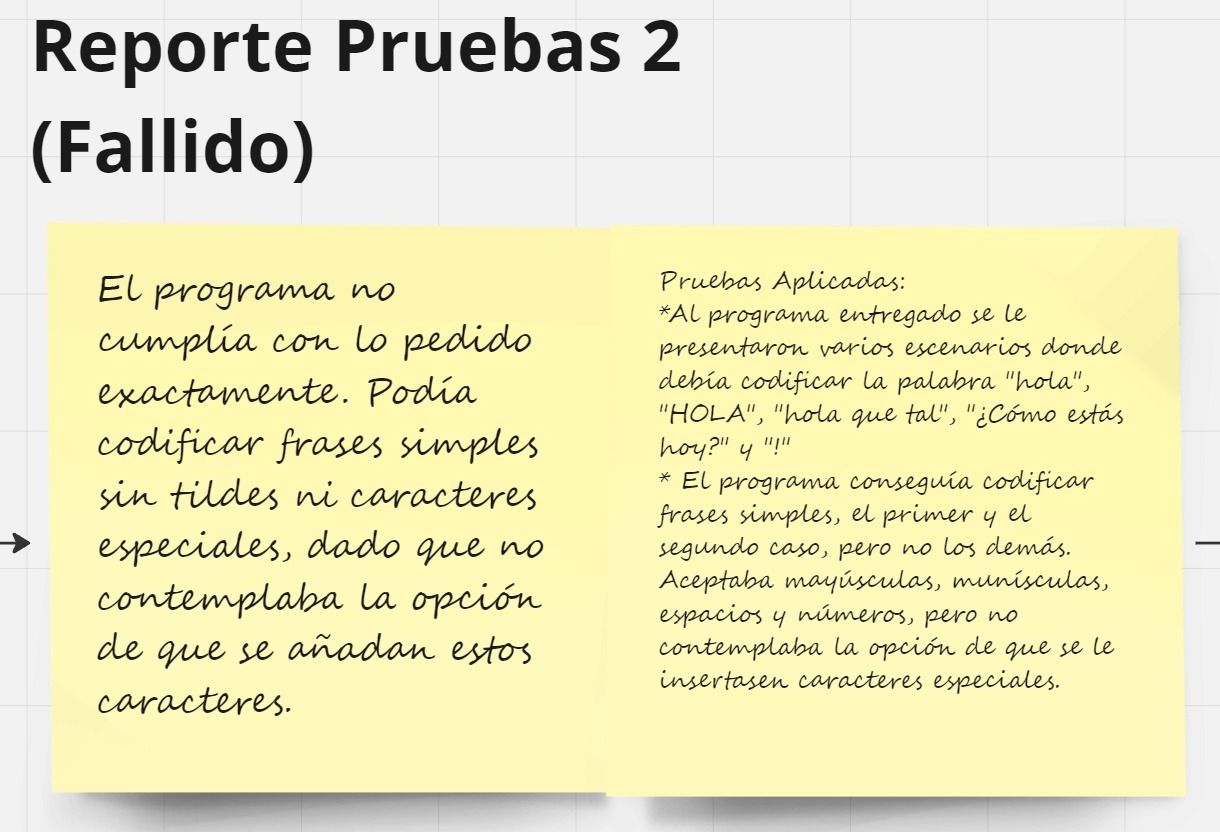 Reporte Pruebas 2
(Fallido)
El programa no
cumplía con lo pedido
exactamente. Podía
codificar frases simples
sin tildes ni caracteres
especiales, dado que no
contemplaba la opción
de que se añadan estos
caracteres.
Pruebas Aplicadas:
*Al programa entregado se le
presentaron varios escenarios donde
debía codificar la palabra "hola",
"HOLA", "hola que tal", "¿Cómo estás
hoy?" y "!"
* El programa conseguía codificar
frases simples, el primer y el
segundo caso, pero no los demás.
Aceptaba mayúsculas, munísculas,
espacios y números, pero no
contemplaba la opción de que se le
insertasen caracteres especiales.